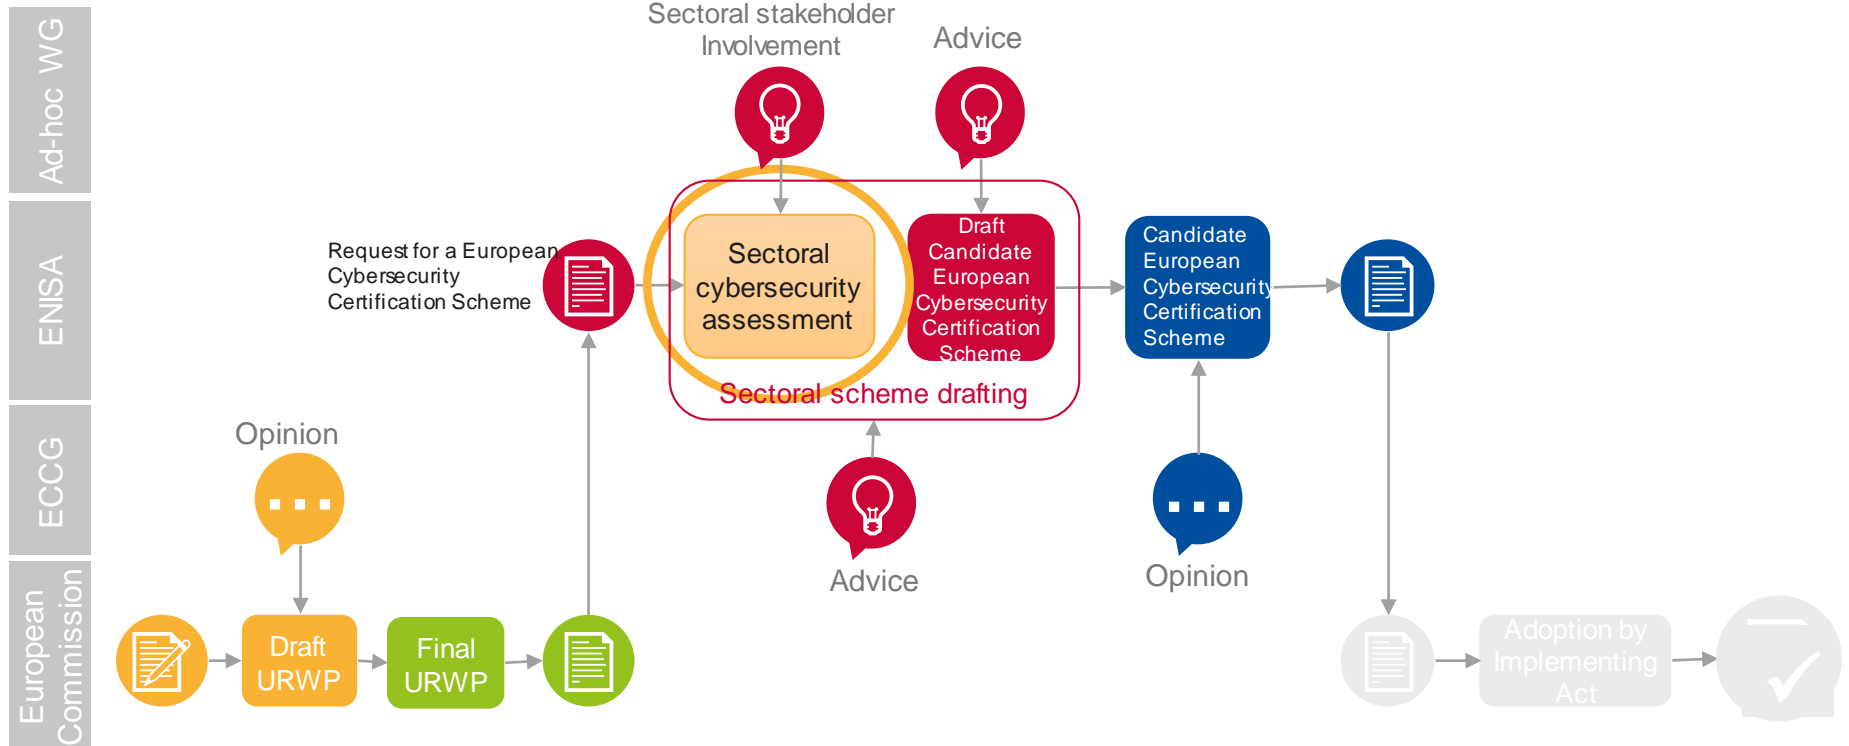 Ad-hoc WG
Sectoral stakeholder
Involvement
Advice
ENISA
Request for a European
Cybersecurity
Certification Scheme
Sectoral
cybersecurity
assessment
Draft
Candidate
European
Cybersecurity
Certification
Scheme
Candidate
European
Cybersecurity
Certification
Scheme
Sectoral scheme drafting
ECCG
Opinion
Advice
Opinion
European
Commission
Draft
URWP
Final
URWP
Adoption by
Implementing
Act